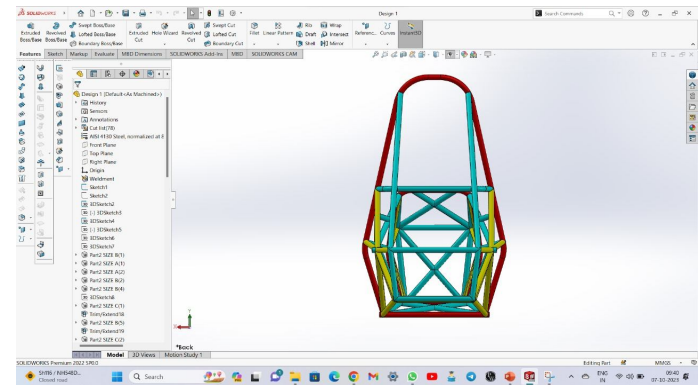 SOLIDWORKS
Design 1
Search Commands
Extruded Boss/Base
Revolved Boss/Base
Swept Boss/Base
Lofted Boss/Base
Boundary Boss/Base
Extruded Cut
Hole Wizard
Revolved Cut
Swept Cut
Lofted Cut
Boundary Cut
Fillet
Linear Pattern
Rib
Draft
Shell
Wrap
Intersect
Mirror
Referenc...
Curves
Instant3D
Features Sketch Markup Evaluate MBD Dimensions SOLIDWORKS Add-Ins MBD SOLIDWORKS CAM
Design 1 (Default<As Machined>)
History
Sensors
Annotations
Cut list(78)
AISI 4130 Steel, normalized at 8
Front Plane
Top Plane
Right Plane
Origin
Weldment
Sketch1
Sketch2
3DSketch2
(-) 3DSketch3
3DSketch4
(-) 3DSketch5
3DSketch6
3DSketch7
Part2 SIZE B(1)
Part2 SIZE A(1)
Part2 SIZE A(2)
Part2 SIZE B(2)
Part2 SIZE B(4)
3DSketch8
Part2 SIZE C(1)
Trim/Extend18
Part2 SIZE B(5)
Trim/Extend19
Part2 SIZE C(2)
Y
X
*Back
Model 3D Views Motion Study 1
SOLIDWORKS Premium 2022 SP0.0
Editing Part
MMGS
SH16 / NH548D...
Closed road
Search
ENG
IN
09:40
07-10-2023